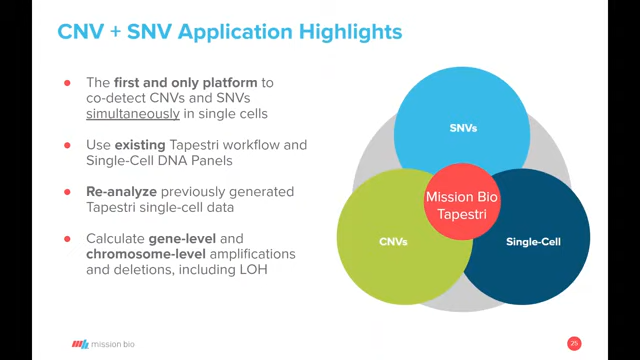 CNV + SNV Application Highlights
The first and only platform to
co-detect CNVs and SNVs
simultaneously in single cells
Use existing Tapestri workflow and
Single-Cell DNA Panels
Re-analyze previously generated
Tapestri single-cell data
Calculate gene-level and
chromosome-level amplifications
and deletions, including LOH
SNVs
Mission Bio
Tapestri
CNVs
Single-Cell
mission bio
25